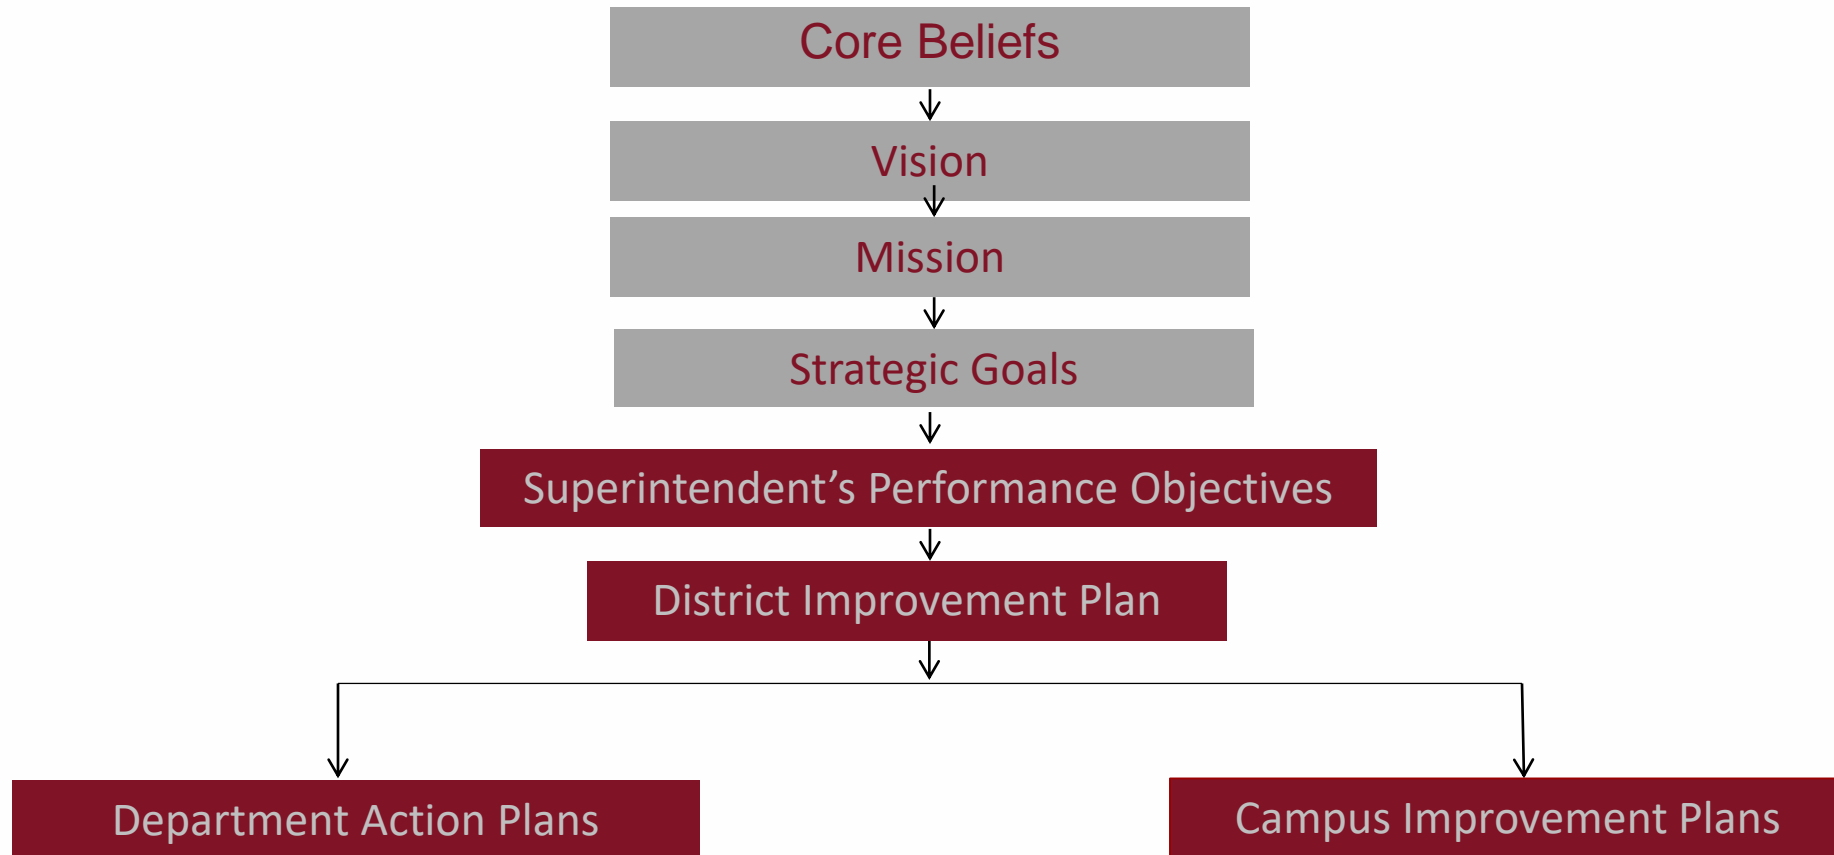 Core Beliefs
Vision
Mission
Strategic Goals
Superintendent’s Performance Objectives
District Improvement Plan
Department Action Plans
Campus Improvement Plans